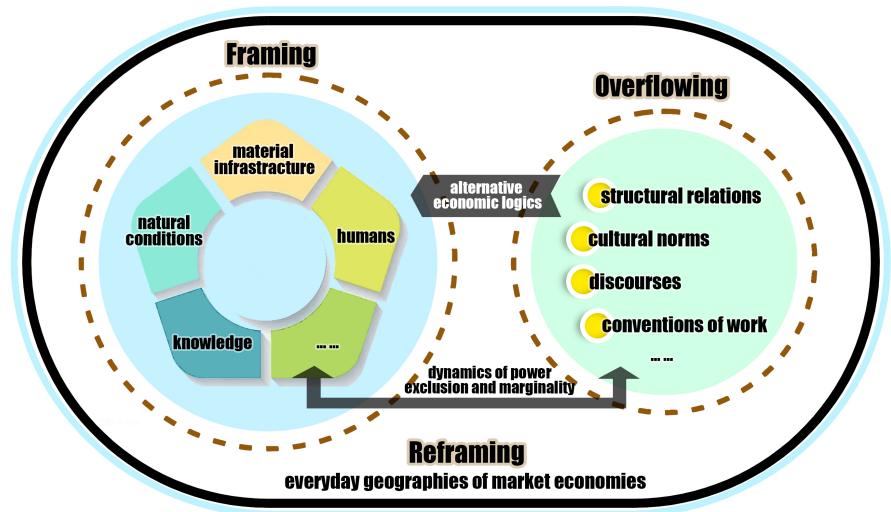 Framing
Overflowing
material
infrastracture
natural
conditions
humans
knowledge
... ...
alternative
economic logics
structural relations
cultural norms
discourses
conventions of work
... ...
dynamics of power
exclusion and marginality
Reframing
everyday geographies of market economies